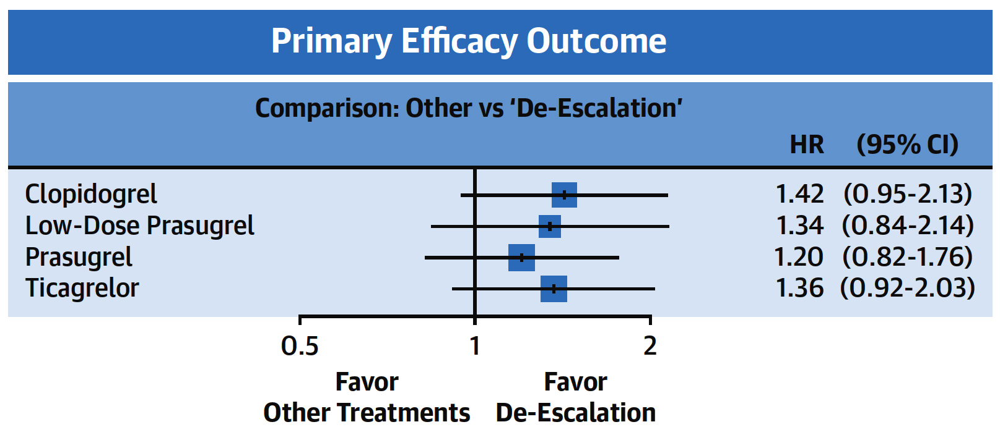 Primary Efficacy Outcome
Comparison: Other vs ‘De-Escalation’
HR (95% CI)
Clopidogrel 1.42 (0.95-2.13)
Low-Dose Prasugrel 1.34 (0.84-2.14)
Prasugrel 1.20 (0.82-1.76)
Ticagrelor 1.36 (0.92-2.03)
0.5 1 2
Favor Favor
Other Treatments De-Escalation